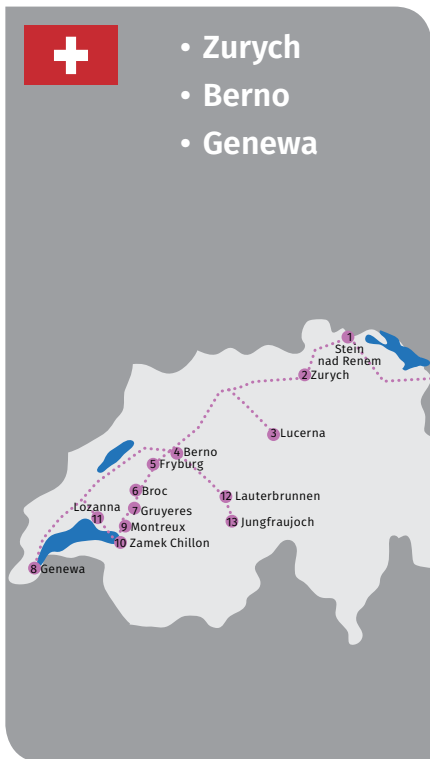 • Zurych
• Berno
• Genewa
1
Stein
nad Renem
2 Zurych
3 Lucerna
4 Berno
5 Fryburg
6 Broc
12 Lauterbrunnen
Lozanna
11
7 Gruyeres
13 Jungfraujoch
9 Montreux
10 Zamek Chillon
8 Genewa